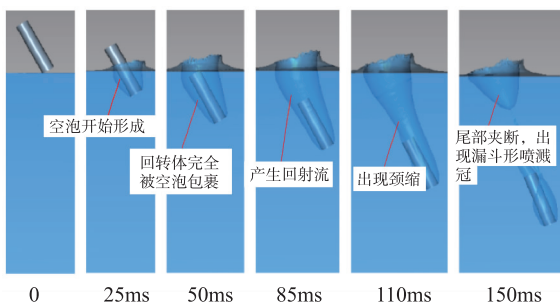 空泡开始形成
回转体完全
被空泡包裹
产生回射流
出现颈缩
尾部夹断，出
现漏斗形喷溅
冠
0 25ms 50ms 85ms 110ms 150ms